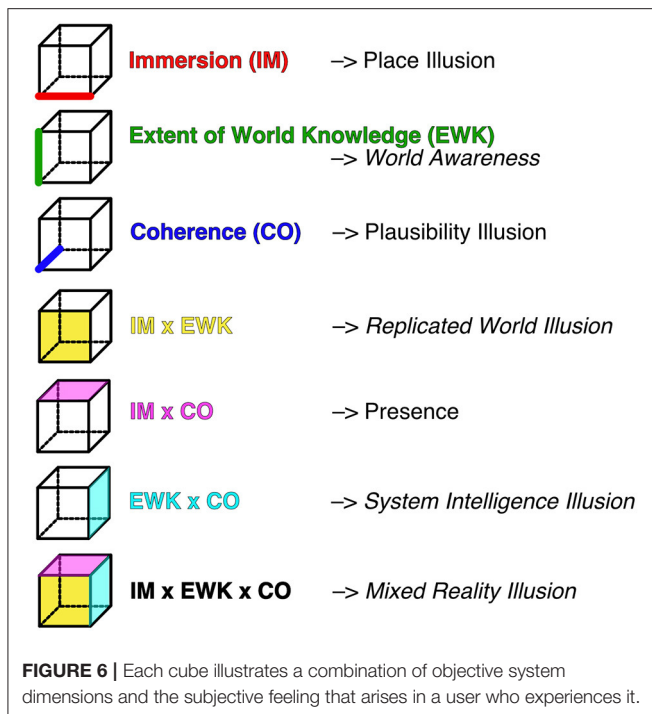 Immersion (IM) –> Place Illusion
Extent of World Knowledge (EWK)
–> World Awareness
Coherence (CO) –> Plausibility Illusion
IM x EWK –> Replicated World Illusion
IM x CO –> Presence
EWK x CO –> System Intelligence Illusion
IM x EWK x CO –> Mixed Reality Illusion
FIGURE 6 | Each cube illustrates a combination of objective system
dimensions and the subjective feeling that arises in a user who experiences it.